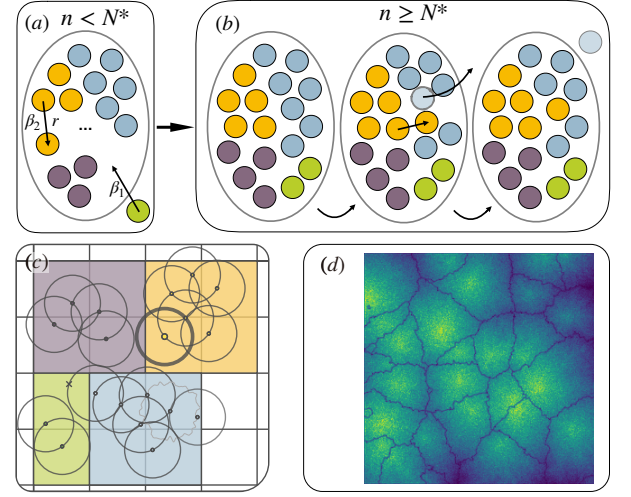 (a) n < N*
β₂ r
...
β₁
(b) n ≥ N*
(c)
(d)